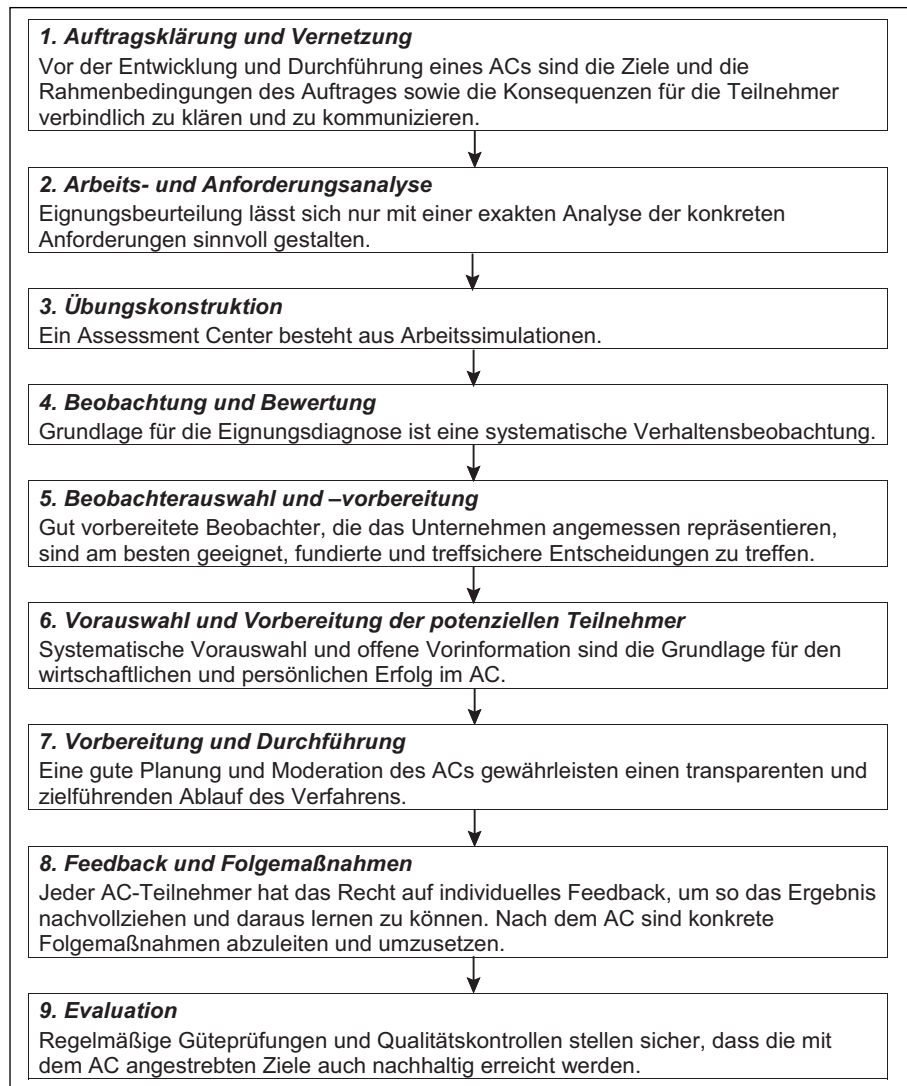 1. Auftragsklärung und Vernetzung
Vor der Entwicklung und Durchführung eines ACs sind die Ziele und die
Rahmenbedingungen des Auftrages sowie die Konsequenzen für die Teilnehmer
verbindlich zu klären und zu kommunizieren.
2. Arbeits- und Anforderungsanalyse
Eignungsbeurteilung lässt sich nur mit einer exakten Analyse der konkreten
Anforderungen sinnvoll gestalten.
3. Übungskonstruktion
Ein Assessment Center besteht aus Arbeitssimulationen.
4. Beobachtung und Bewertung
Grundlage für die Eignungsdiagnose ist eine systematische Verhaltensbeobachtung.
5. Beobachterauswahl und –vorbereitung
Gut vorbereitete Beobachter, die das Unternehmen angemessen repräsentieren,
sind am besten geeignet, fundierte und treffsichere Entscheidungen zu treffen.
6. Vorauswahl und Vorbereitung der potenziellen Teilnehmer
Systematische Vorauswahl und offene Vorinformation sind die Grundlage für den
wirtschaftlichen und persönlichen Erfolg im AC.
7. Vorbereitung und Durchführung
Eine gute Planung und Moderation des ACs gewährleisten einen transparenten und
zielführenden Ablauf des Verfahrens.
8. Feedback und Folgemaßnahmen
Jeder AC-Teilnehmer hat das Recht auf individuelles Feedback, um so das Ergebnis
nachvollziehen und daraus lernen zu können. Nach dem AC sind konkrete
Folgemaßnahmen abzuleiten und umzusetzen.
9. Evaluation
Regelmäßige Güteprüfungen und Qualitätskontrollen stellen sicher, dass die mit
dem AC angestrebten Ziele auch nachhaltig erreicht werden.